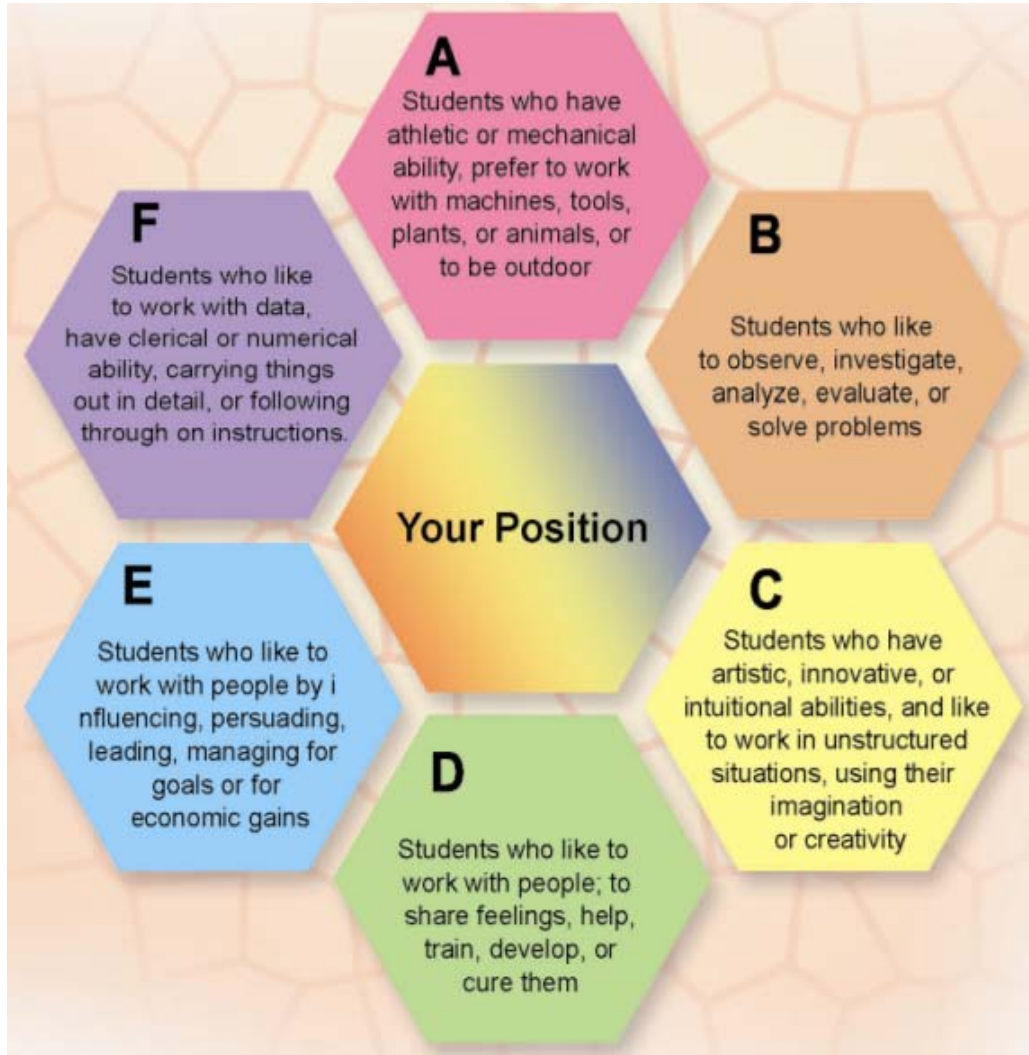 A
Students who have
athletic or mechanical
ability, prefer to work
with machines, tools,
plants, or animals, or
to be outdoor
B
Students who like
to observe, investigate,
analyze, evaluate, or
solve problems
C
Students who have
artistic, innovative, or
intuitional abilities, and like
to work in unstructured
situations, using their
imagination
or creativity
D
Students who like to
work with people; to
share feelings, help,
train, develop, or
cure them
E
Students who like to
work with people by i
nfluencing, persuading,
leading, managing for
goals or for
economic gains
F
Students who like
to work with data,
have clerical or numerical
ability, carrying things
out in detail, or following
through on instructions.
Your Position